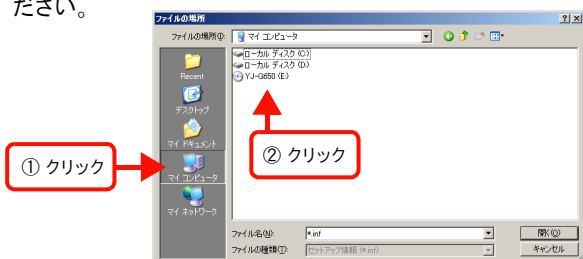 ださい。
ファイルの場所
ファイルの場所(I):
マイ コンピュータ
ローカル ディスク (C:)
ローカル ディスク (D:)
YJ-G650 (E:)
Recent
デスクトップ
マイ ドキュメント
マイ コンピュータ
マイ ネットワーク
① クリック
② クリック
ファイル名(N):
*.inf
開く(O)
ファイルの種類(T):
セットアップ情報 (*.inf)
キャンセル